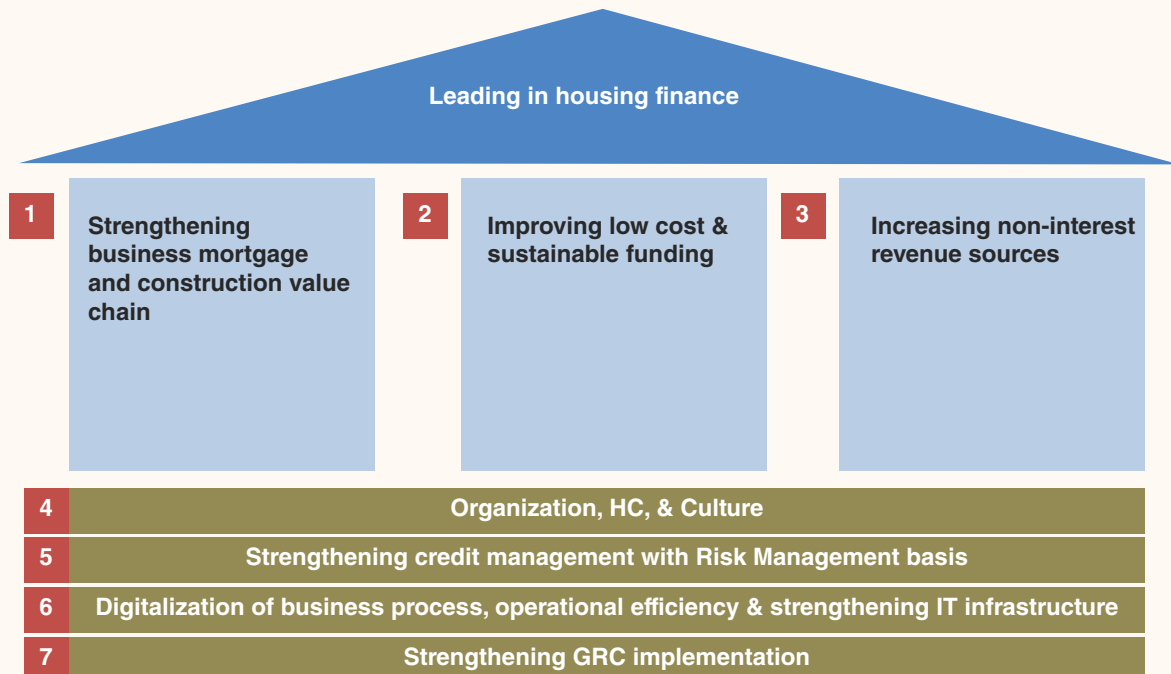 Leading in housing finance
1
Strengthening
business mortgage
and construction value
chain
2
Improving low cost &
sustainable funding
3
Increasing non-interest
revenue sources
4
Organization, HC, & Culture
5
Strengthening credit management with Risk Management basis
6
Digitalization of business process, operational efficiency & strengthening IT infrastructure
7
Strengthening GRC implementation